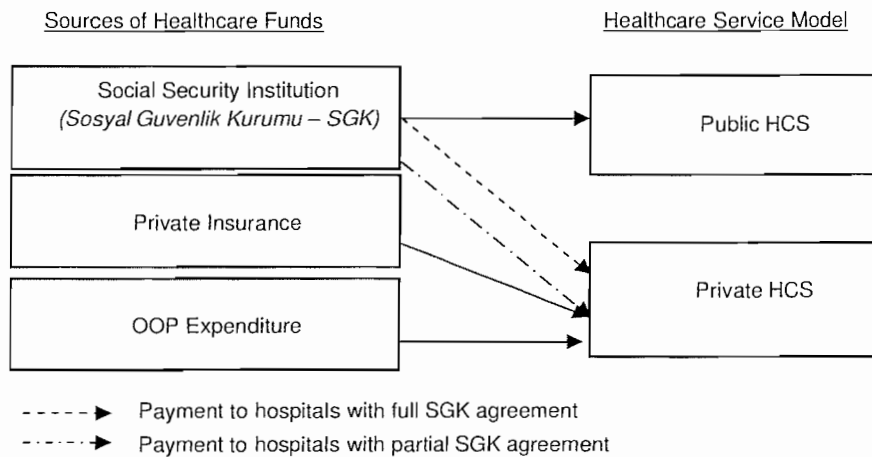 Sources of Healthcare Funds
Healthcare Service Model
Social Security Institution
(Sosyal Guvenlik Kurumu – SGK)
Public HCS
Private Insurance
Private HCS
OOP Expenditure
Payment to hospitals with full SGK agreement
Payment to hospitals with partial SGK agreement